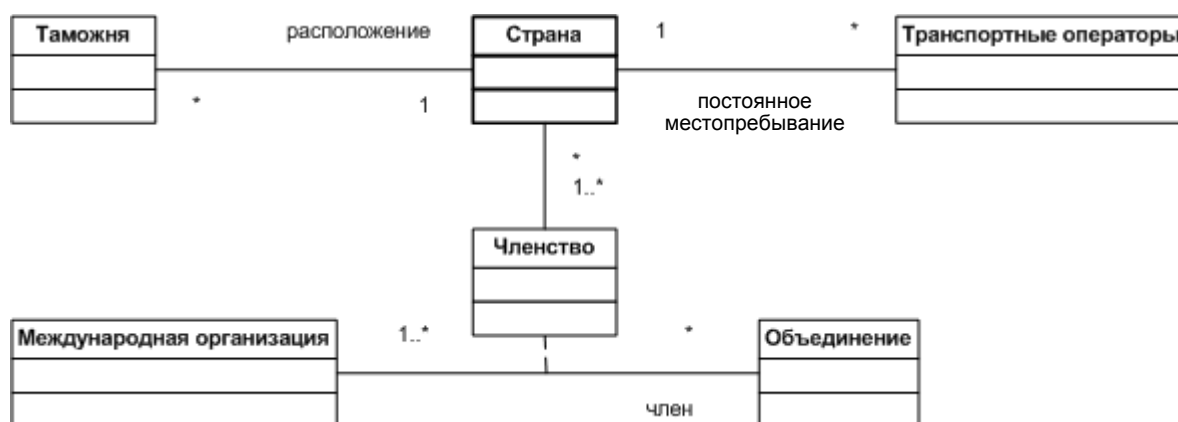 Таможня
расположение
Страна
1
*
Транспортные операторы
*
1
постоянное
местопребывание
*
1..*
Членство
Международная организация
1..*
*
Объединение
член